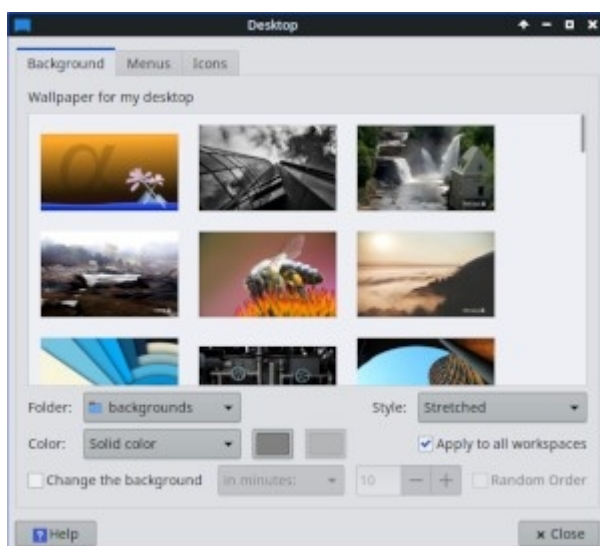 Desktop
Background Menus Icons
Wallpaper for my desktop
α
Folder: backgrounds Style: Stretched
Color: Solid color Apply to all workspaces
Change the background in minutes: 10 Random Order
Help Close